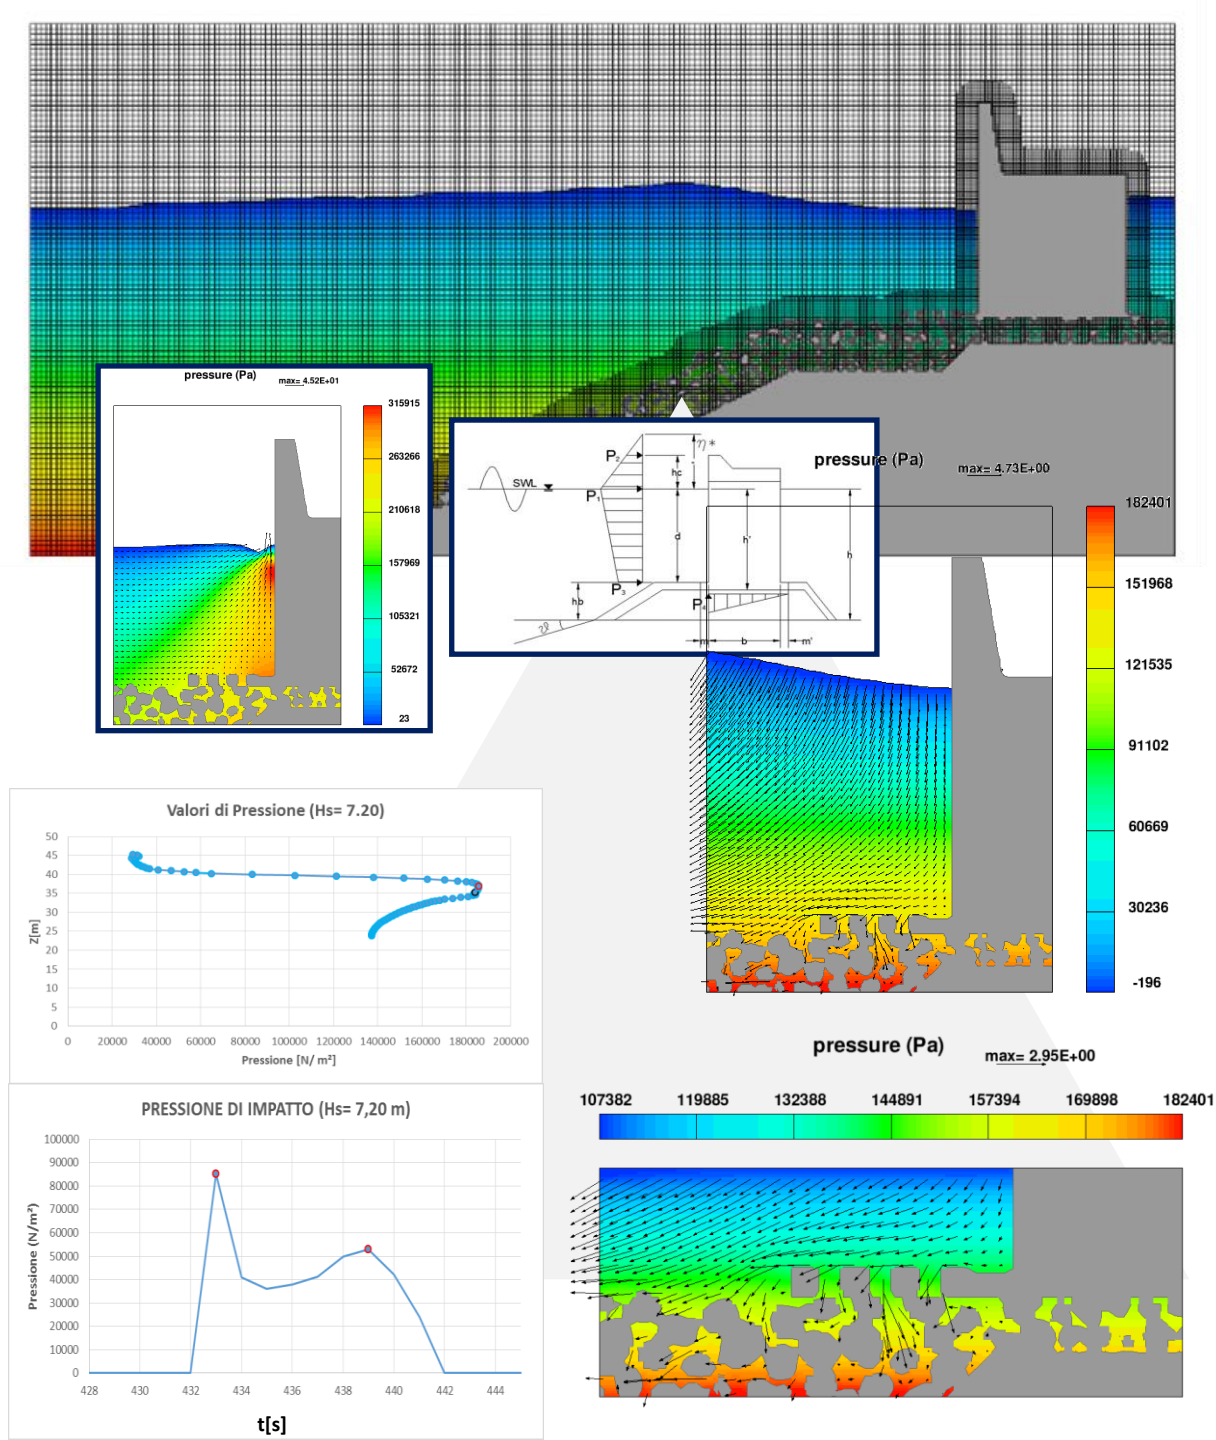 pressure (Pa)
max= 4.52E+01
315915
263266
210618
157969
105321
52672
23
η*
P2
hc
SWL
P1
d
h'
h
P3
hb
P4
m
b
m'
pressure (Pa)
max= 4.73E+00
182401
151968
121535
91102
60669
30236
-196
Valori di Pressione (Hs= 7.20)
Z[m]
50
45
40
35
30
25
20
15
10
5
0
0 20000 40000 60000 80000 100000 120000 140000 160000 180000 200000
Pressione [N/ m²]
PRESSIONE DI IMPATTO (Hs= 7,20 m)
Pressione (N/m²)
100000
90000
80000
70000
60000
50000
40000
30000
20000
10000
0
428 430 432 434 436 438 440 442 444
t[s]
pressure (Pa)
max= 2.95E+00
107382 119885 132388 144891 157394 169898 182401